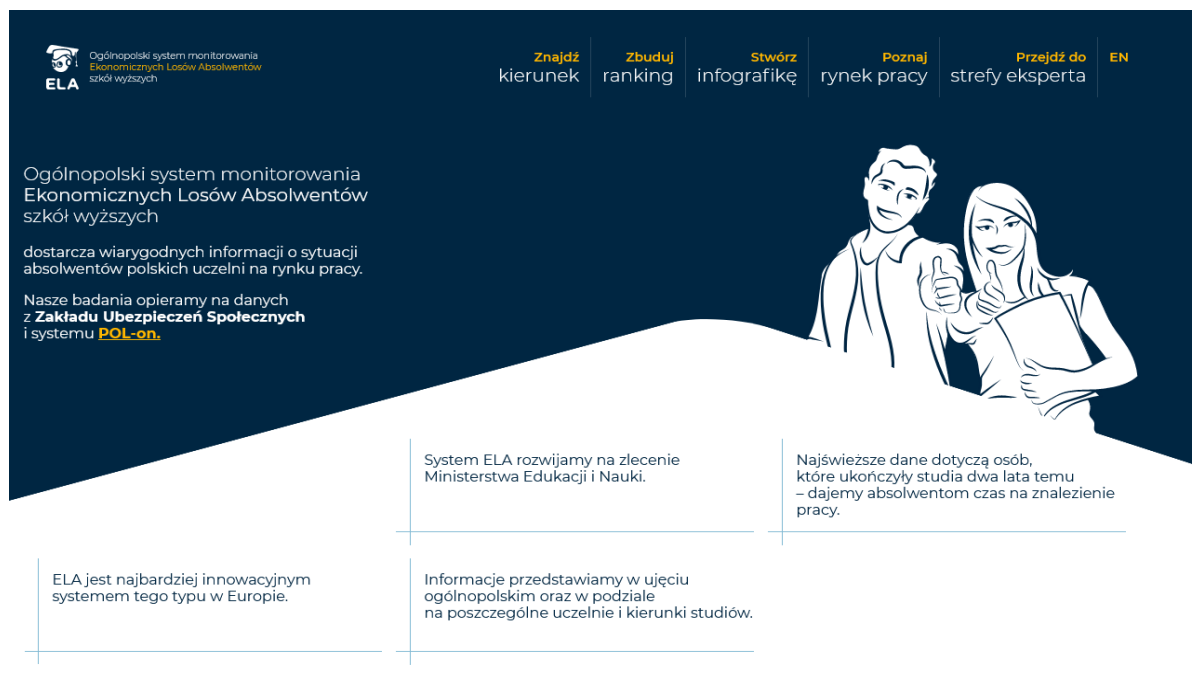 Ogólnopolski system monitorowania
Ekonomicznych Losów Absolwentów
szkół wyższych
ELA
Znajdź
kierunek
Zbuduj
ranking
Stwórz
infografikę
Poznaj
rynek pracy
Przejdź do
strefy eksperta
EN
Ogólnopolski system monitorowania
Ekonomicznych Losów Absolwentów
szkół wyższych
dostarcza wiarygodnych informacji o sytuacji
absolwentów polskich uczelni na rynku pracy.
Nasze badania opieramy na danych
z Zakładu Ubezpieczeń Społecznych
i systemu POL-on.
System ELA rozwijamy na zlecenie
Ministerstwa Edukacji i Nauki.
Najświeższe dane dotyczą osób,
które ukończyły studia dwa lata temu
– dajemy absolwentom czas na znalezienie
pracy.
ELA jest najbardziej innowacyjnym
systemem tego typu w Europie.
Informacje przedstawiamy w ujęciu
ogólnopolskim oraz w podziale
na poszczególne uczelnie i kierunki studiów.